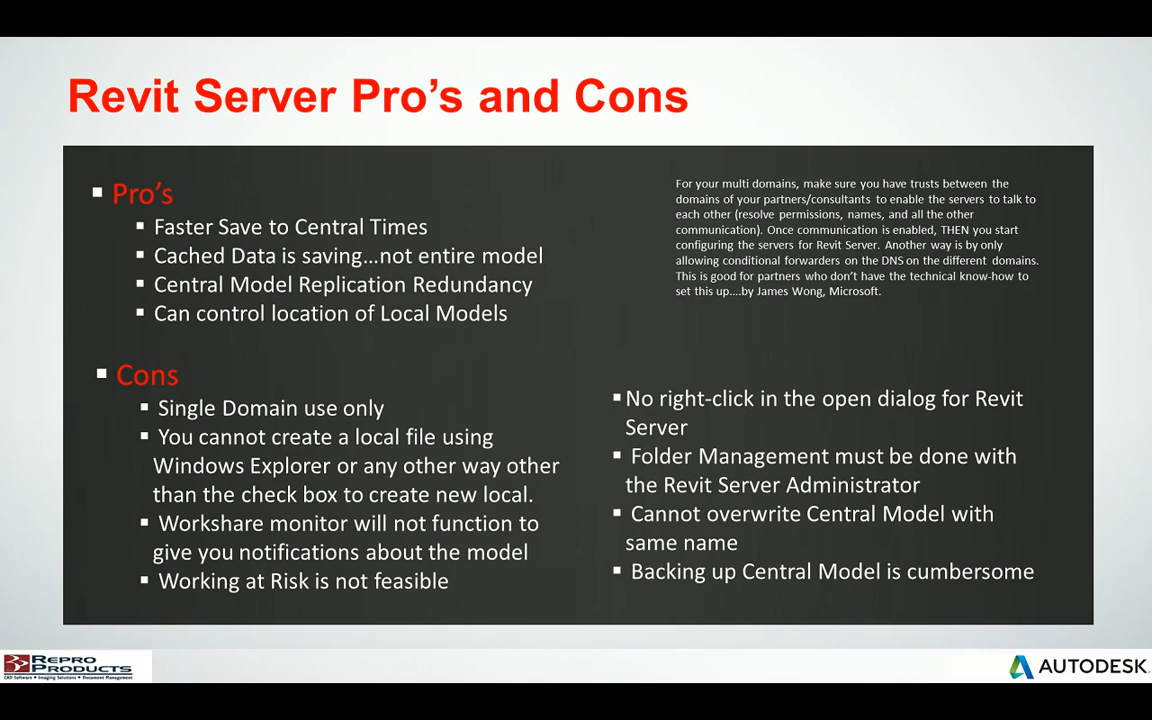 Revit Server Pro’s and Cons
▪ Pro’s
▪ Faster Save to Central Times
▪ Cached Data is saving…not entire model
▪ Central Model Replication Redundancy
▪ Can control location of Local Models
For your multi domains, make sure you have trusts between the
domains of your partners/consultants to enable the servers to talk to
each other (resolve permissions, names, and all the other
communication). Once communication is enabled, THEN you start
configuring the servers for Revit Server. Another way is by only
allowing conditional forwarders on the DNS on the different domains.
This is good for partners who don’t have the technical know-how to
set this up....by James Wong, Microsoft.
▪ Cons
▪ Single Domain use only
▪ You cannot create a local file using
Windows Explorer or any other way other
than the check box to create new local.
▪ Workshare monitor will not function to
give you notifications about the model
▪ Working at Risk is not feasible
▪ No right-click in the open dialog for Revit
Server
▪ Folder Management must be done with
the Revit Server Administrator
▪ Cannot overwrite Central Model with
same name
▪ Backing up Central Model is cumbersome
REPRO
PRODUCTS
CAD Software • Imaging Solutions • Document Management
AUTODESK.